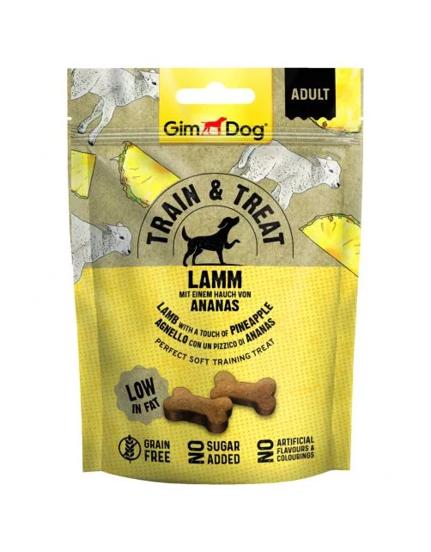 ADULT
GimDog
TRAIN & TREAT
LAMM
MIT EINEM HAUCH VON
ANANAS
LAMB WITH A TOUCH OF PINEAPPLE
AGNELLO CON UN PIZZICO DI ANANAS
PERFECT SOFT TRAINING TREAT
LOW
IN FAT
GRAIN
FREE
NO SUGAR
ADDED
NO ARTIFICIAL
FLAVOURS &
COLOURINGS